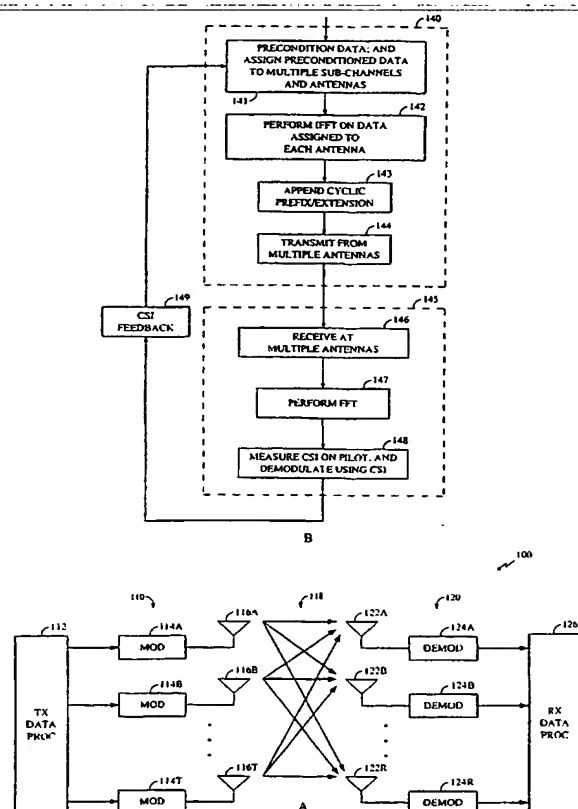 140
PRECONDITION DATA; AND
ASSIGN PRECONDITIONED DATA
TO MULTIPLE SUB-CHANNELS
AND ANTENNAS
141
142
PERFORM IFFT ON DATA
ASSIGNED TO
EACH ANTENNA
143
APPEND CYCLIC
PREFIX/EXTENSION
144
TRANSMIT FROM
MULTIPLE ANTENNAS
149
CSI
FEEDBACK
145
146
RECEIVE AT
MULTIPLE ANTENNAS
147
PERFORM FFT
148
MEASURE CSI ON PILOT, AND
DEMODULATE USING CSI
B
100
110
118
120
112
114A
116A
122A
124A
126
MOD
DEMOD
114B
116B
122B
124B
MOD
DEMOD
TX
DATA
PROC
RX
DATA
PROC
114T
116T
122R
124R
MOD
DEMOD
A